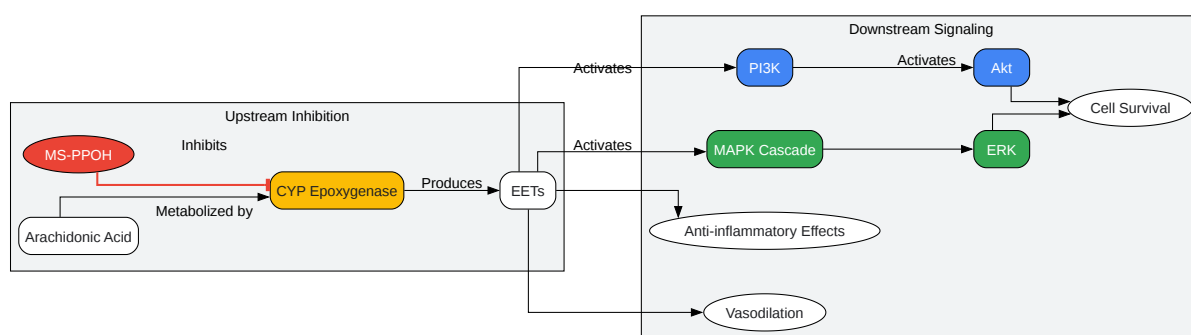 Downstream Signaling
Activates
PI3K
Activates
Akt
Cell Survival
Upstream Inhibition
MS-PPOH
Inhibits
Activates
MAPK Cascade
ERK
CYP Epoxygenase
Produces
EETs
Metabolized by
Arachidonic Acid
Anti-inflammatory Effects
Vasodilation